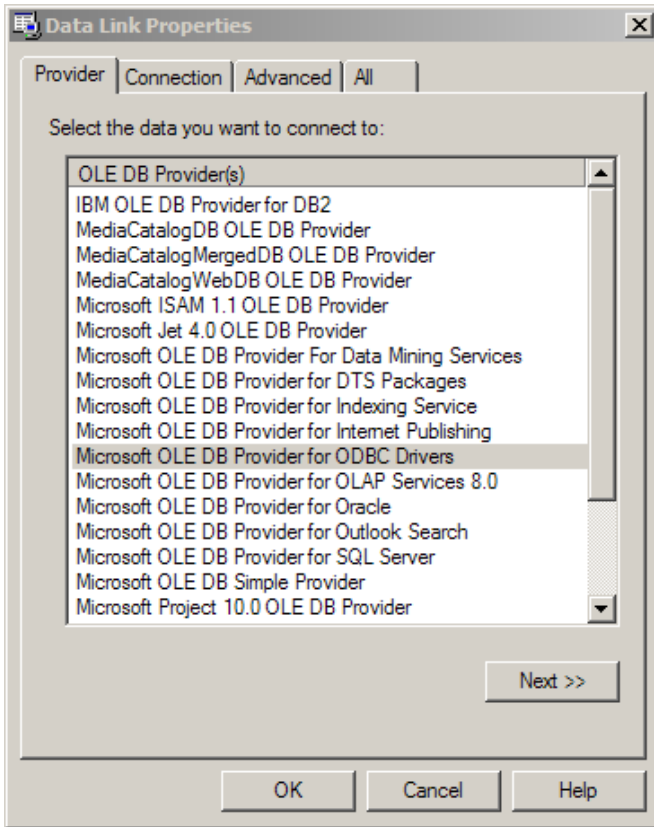 Data Link Properties
Provider Connection Advanced All
Select the data you want to connect to:
OLE DB Provider(s)
IBM OLE DB Provider for DB2
MediaCatalogDB OLE DB Provider
MediaCatalogMergedDB OLE DB Provider
MediaCatalogWebDB OLE DB Provider
Microsoft ISAM 1.1 OLE DB Provider
Microsoft Jet 4.0 OLE DB Provider
Microsoft OLE DB Provider For Data Mining Services
Microsoft OLE DB Provider for DTS Packages
Microsoft OLE DB Provider for Indexing Service
Microsoft OLE DB Provider for Internet Publishing
Microsoft OLE DB Provider for ODBC Drivers
Microsoft OLE DB Provider for OLAP Services 8.0
Microsoft OLE DB Provider for Oracle
Microsoft OLE DB Provider for Outlook Search
Microsoft OLE DB Provider for SQL Server
Microsoft OLE DB Simple Provider
Microsoft Project 10.0 OLE DB Provider
Next >>
OK Cancel Help